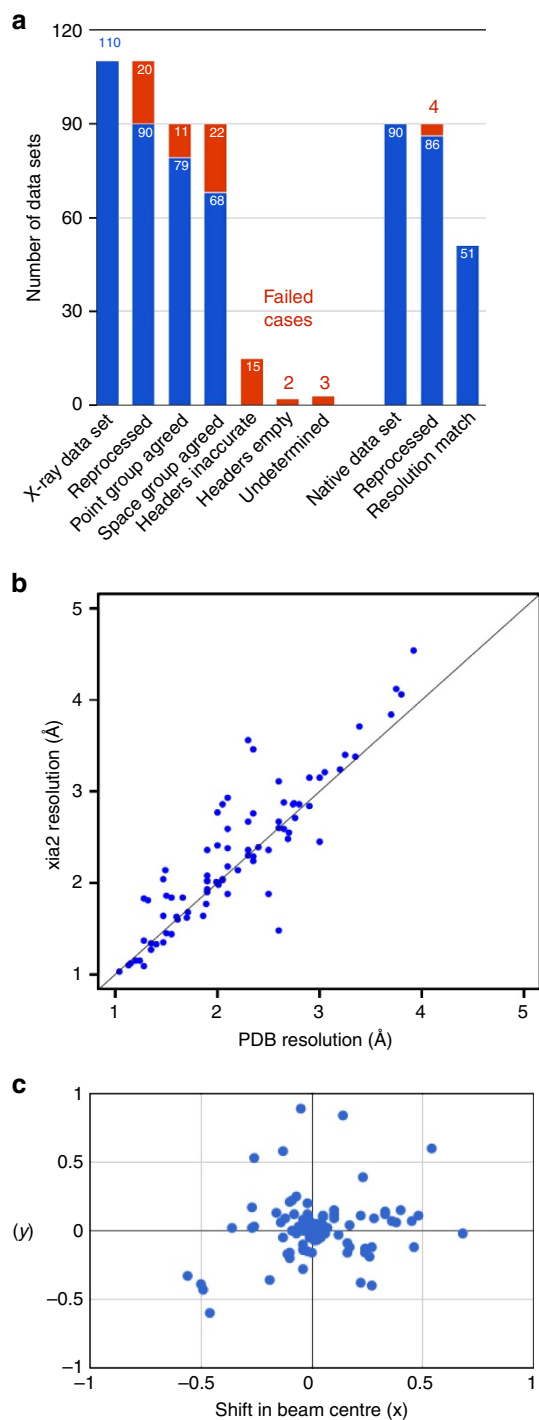 a
120
90
60
30
0
Number of data sets
110
20
90
11
79
22
68
Failed
cases
15
2
3
90
4
86
51
X-ray data set
Reprocessed
Point group agreed
Space group agreed
Headers inaccurate
Headers empty
Undetermined
Native data set
Reprocessed
Resolution match
b
5
4
3
2
1
xia2 resolution (Å)
1 2 3 4 5
PDB resolution (Å)
c
1
0.5
(y) 0
−0.5
−1
−1 −0.5 0 0.5 1
Shift in beam centre (x)